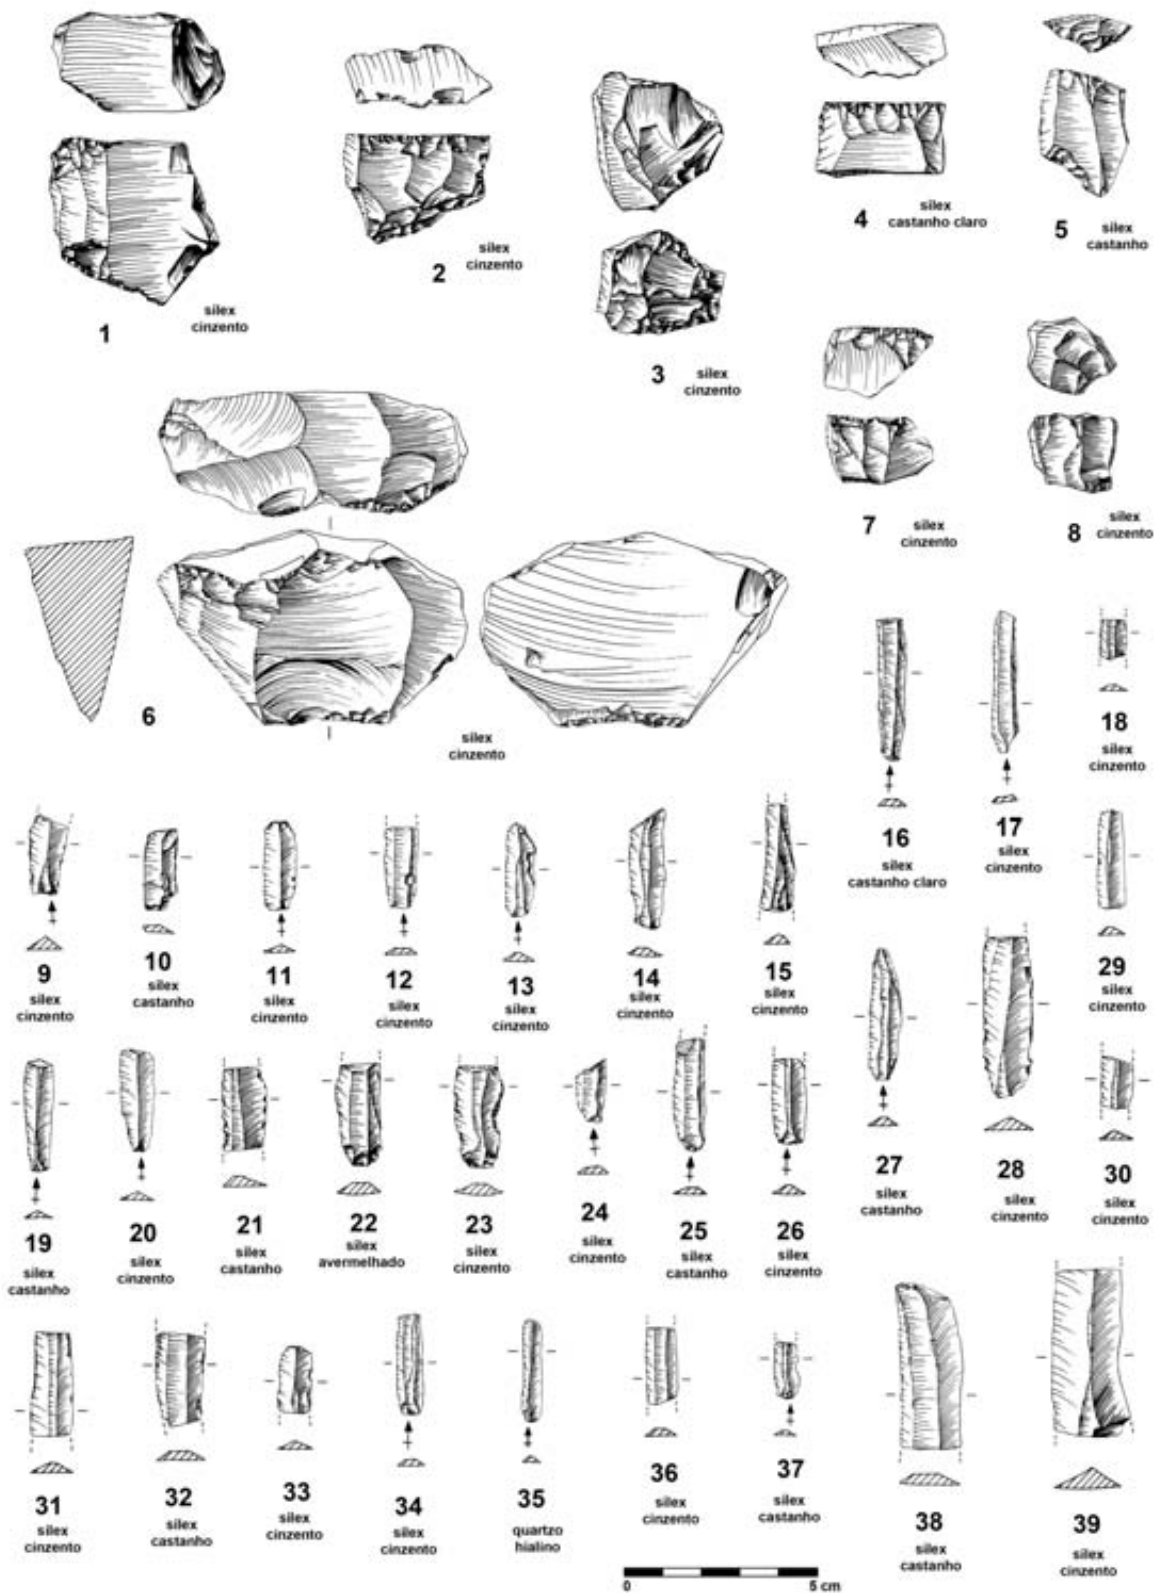 1
silex
cinzento
2
silex
cinzento
3
silex
cinzento
4
silex
castanho claro
5
silex
castanho
6
silex
cinzento
7
silex
cinzento
8
silex
cinzento
16
silex
castanho claro
17
silex
cinzento
18
silex
cinzento
9
silex
cinzento
10
silex
castanho
11
silex
cinzento
12
silex
cinzento
13
silex
cinzento
14
silex
cinzento
15
silex
cinzento
29
silex
cinzento
19
silex
castanho
20
silex
cinzento
21
silex
castanho
22
silex
avermelhado
23
silex
cinzento
24
silex
cinzento
25
silex
castanho
26
silex
cinzento
27
silex
castanho
28
silex
cinzento
30
silex
cinzento
31
silex
cinzento
32
silex
castanho
33
silex
cinzento
34
silex
cinzento
35
quartzo
hialino
36
silex
cinzento
37
silex
castanho
38
silex
castanho
39
silex
cinzento
0 5 cm